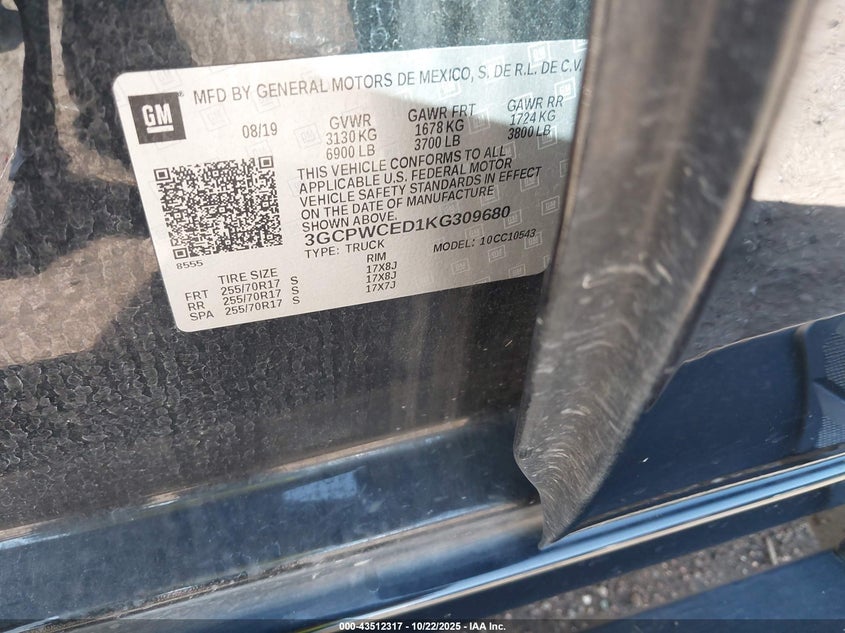 MFD BY GENERAL MOTORS DE MEXICO, S. DE R.L. DE C.V.
GM
08/19
GVWR GAWR FRT GAWR RR
3130 KG 1678 KG 1724 KG
6900 LB 3700 LB 3800 LB
THIS VEHICLE CONFORMS TO ALL
APPLICABLE U.S. FEDERAL MOTOR
VEHICLE SAFETY STANDARDS IN EFFECT
ON THE DATE OF MANUFACTURE
SHOWN ABOVE.
3GCPWCED1KG309680
TYPE: TRUCK MODEL: 10CC10543
8555
TIRE SIZE RIM
FRT 255/70R17 S 17X8J
RR 255/70R17 S 17X8J
SPA 255/70R17 S 17X7J
000-43512317 - 10/22/2025 - IAA Inc.